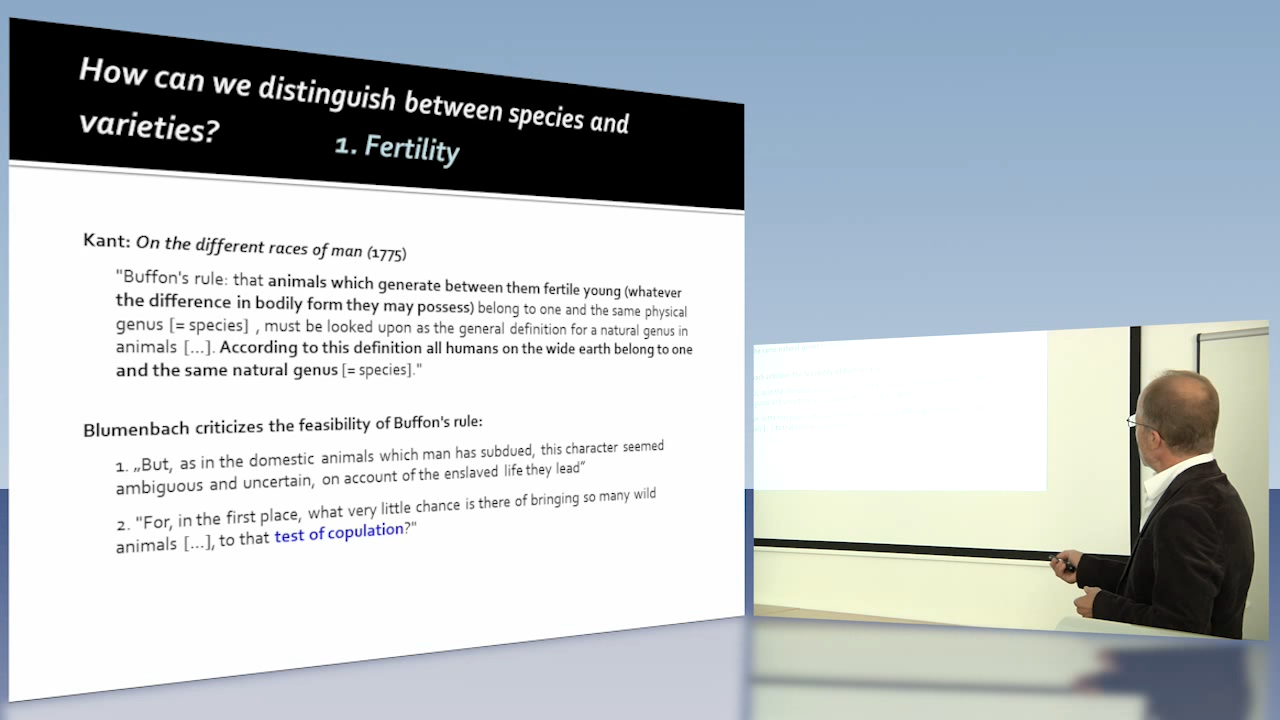 How can we distinguish between species and
varieties? 1. Fertility
Kant: On the different races of man (1775)
"Buffon's rule: that animals which generate between them fertile young (whatever
the difference in bodily form they may possess) belong to one and the same physical
genus [= species] , must be looked upon as the general definition for a natural genus in
animals [...]. According to this definition all humans on the wide earth belong to one
and the same natural genus [= species]."
Blumenbach criticizes the feasibility of Buffon's rule:
1. „But, as in the domestic animals which man has subdued, this character seemed
ambiguous and uncertain, on account of the enslaved life they lead”
2. "For, in the first place, what very little chance is there of bringing so many wild
animals [...], to that test of copulation?"